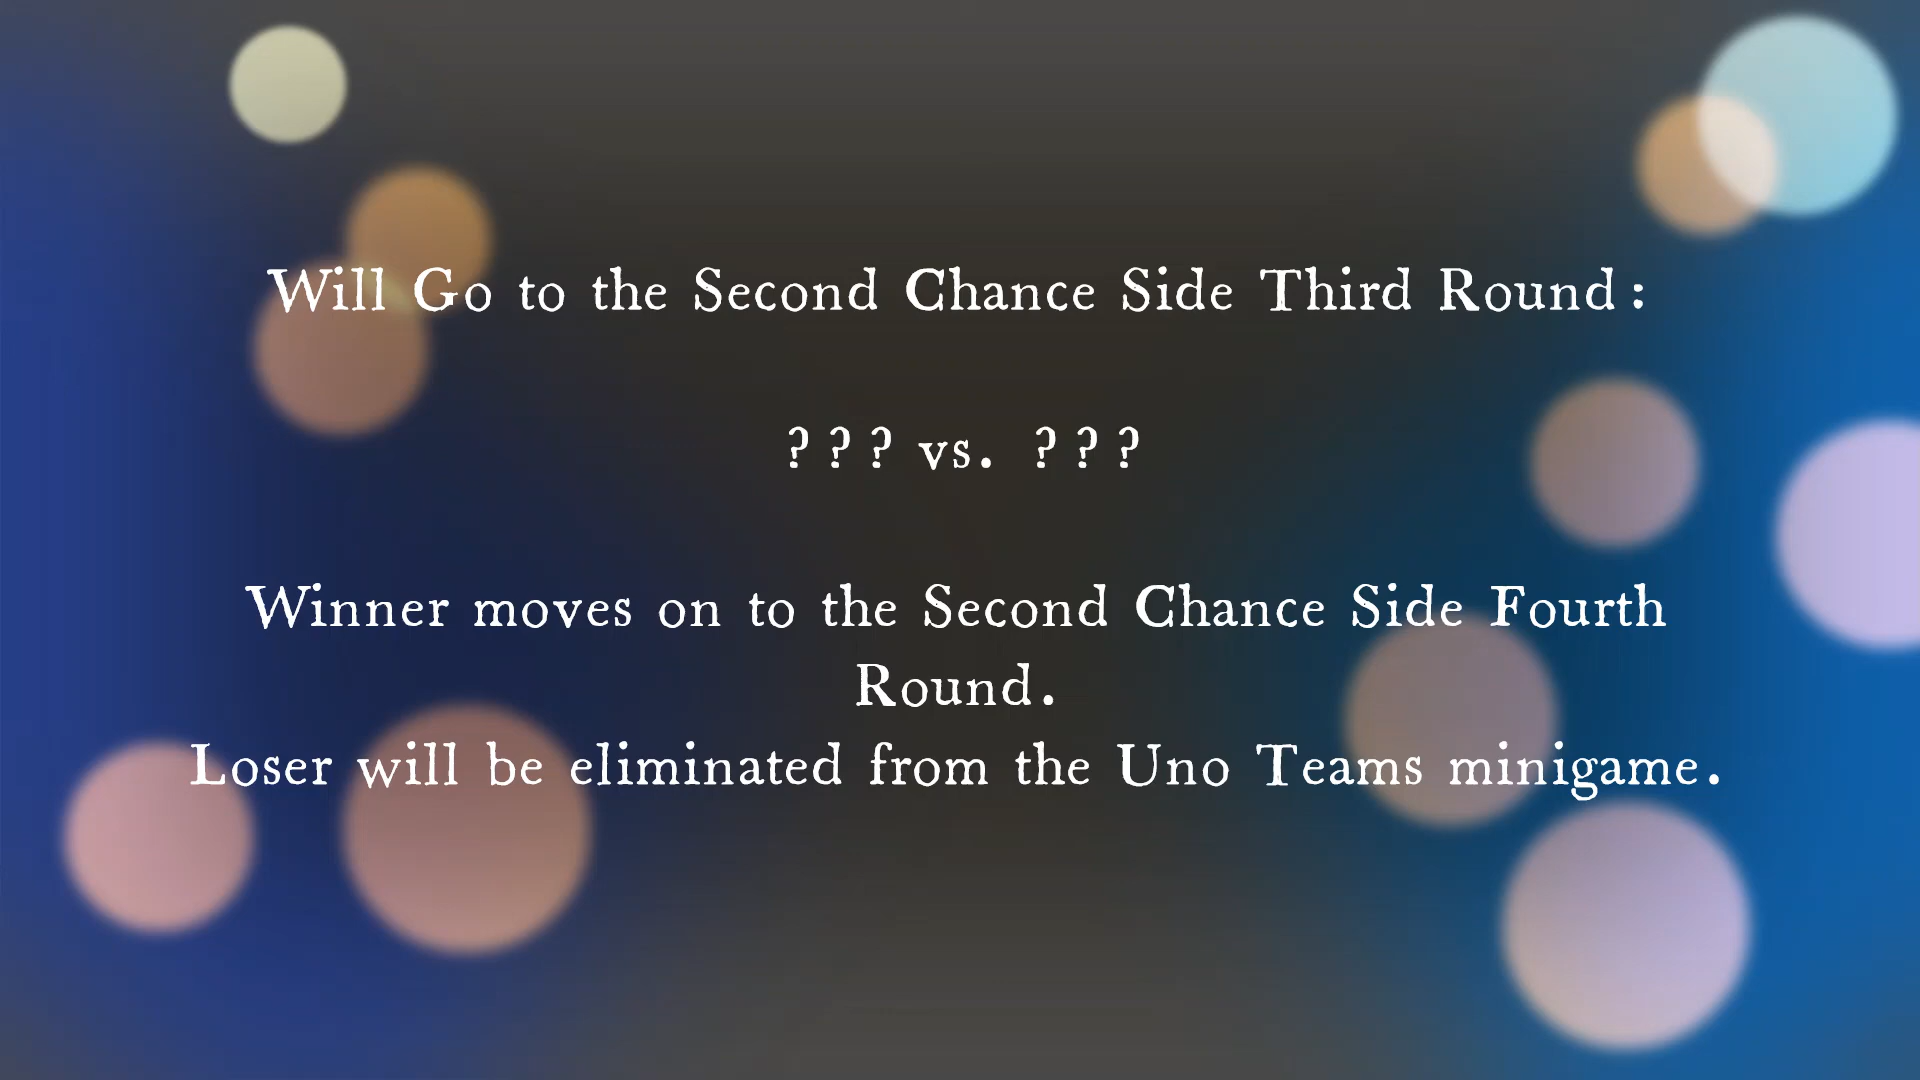 Will Go to the Second Chance Side Third Round:
??? vs. ???
Winner moves on to the Second Chance Side Fourth
Round.
Loser will be eliminated from the Uno Teams minigame.